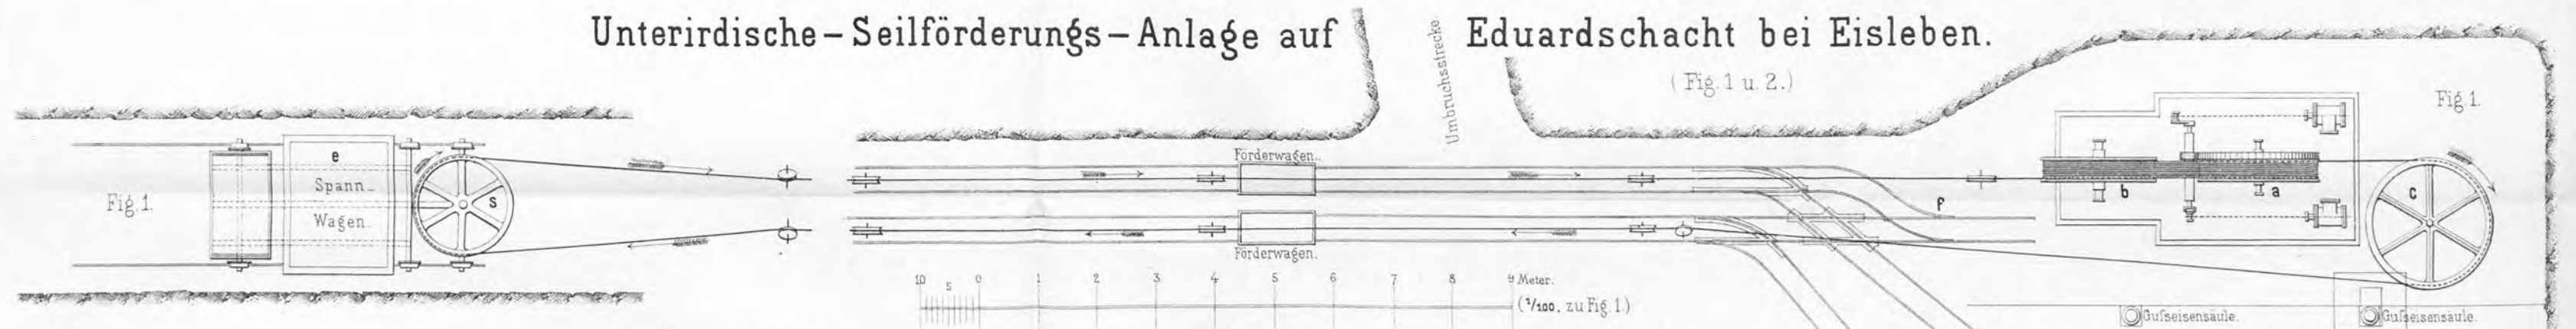 Unterirdische-Seilförderungs-Anlage auf Eduardschacht bei Eisleben.
(Fig. 1 u. 2.)
Umbruchsstrecke
Fig. 1.
Fig. 1.
e
Spann-
Wagen.
s
Förderwagen.
Förderwagen.
f
b
a
c
10 5 0 1 2 3 4 5 6 7 8 9 Meter.
(1/100. zu Fig. 1.)
Gußeisensäule.
Gußeisensäule.